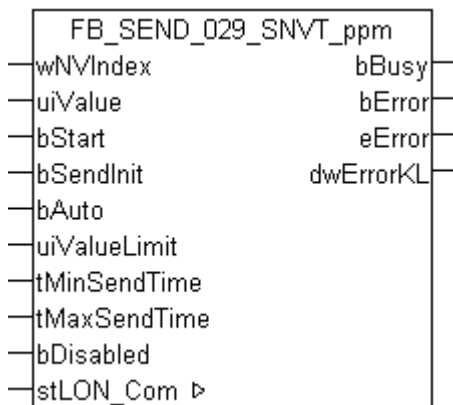 FB_SEND_029_SNVT_ppm
wNVIndex bBusy
uiValue bError
bStart eError
bSendInit dwErrorKL
bAuto
uiValueLimit
tMinSendTime
tMaxSendTime
bDisabled
stLON_Com ▷